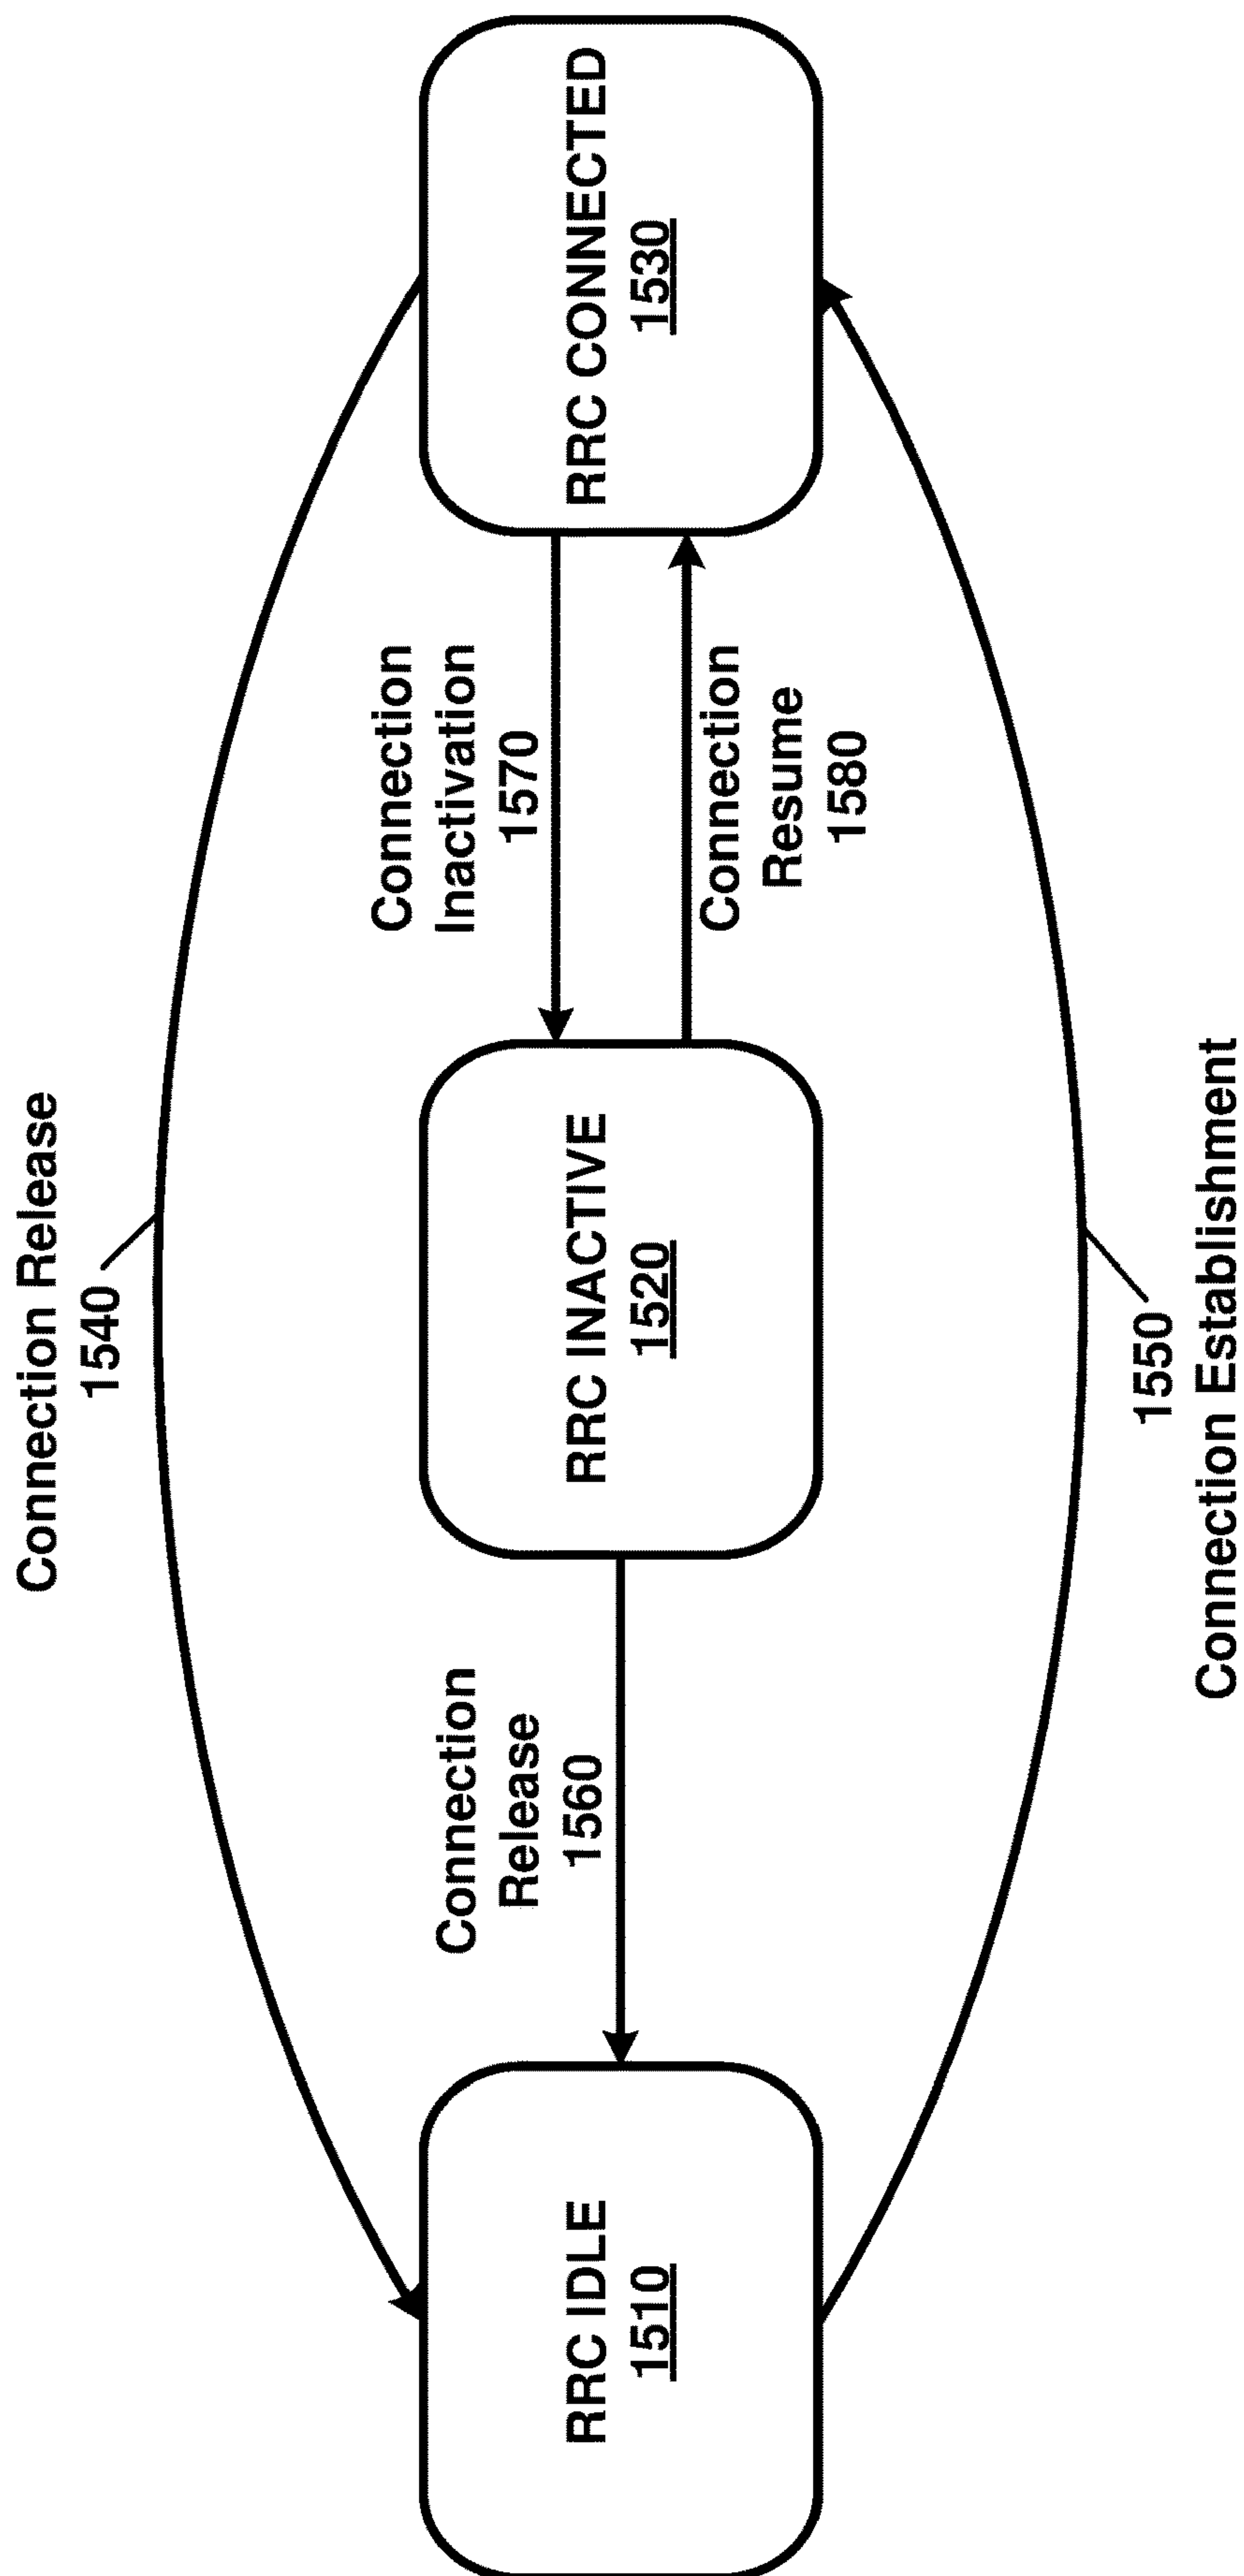 Connection Release
1540
Connection
Release
1560
Connection
Inactivation
1570
RRC IDLE
1510
RRC INACTIVE
1520
RRC CONNECTED
1530
Connection
Resume
1580
1550
Connection Establishment